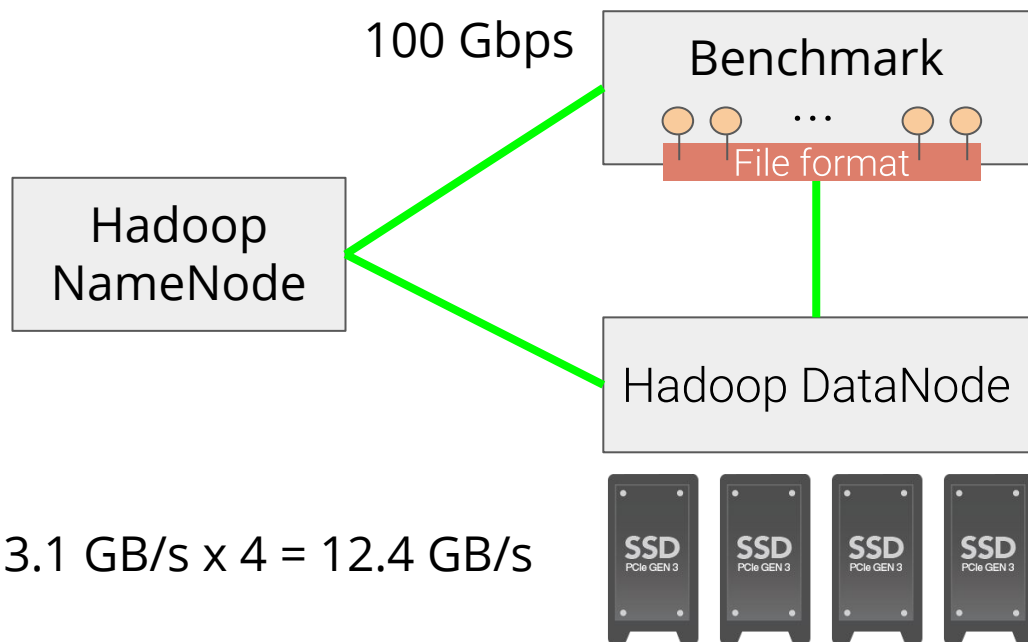 100 Gbps
Benchmark
...
File format
Hadoop
NameNode
Hadoop DataNode
3.1 GB/s x 4 = 12.4 GB/s
SSD
PCIe GEN 3
SSD
PCIe GEN 3
SSD
PCIe GEN 3
SSD
PCIe GEN 3